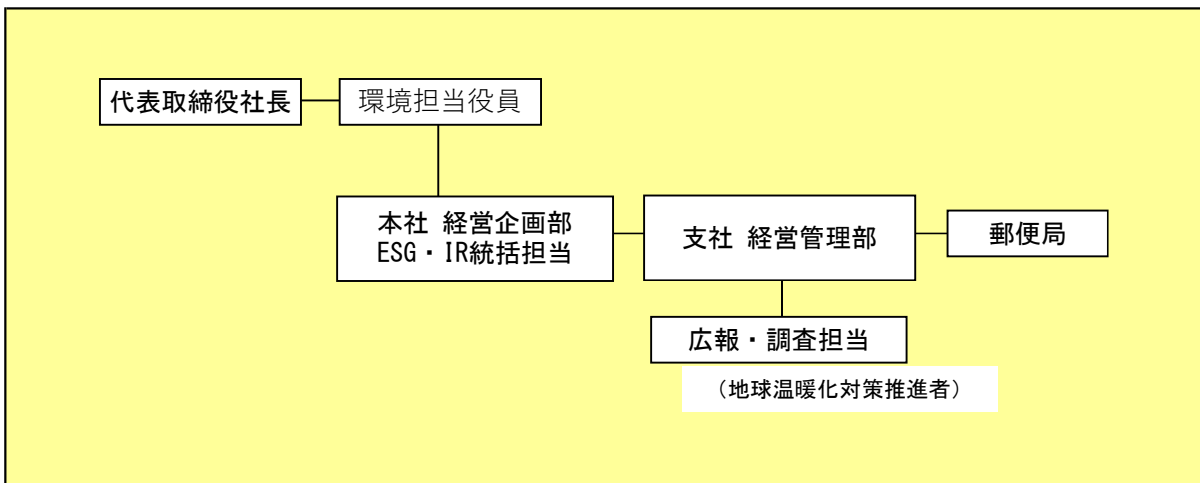 代表取締役社長
環境担当役員
本社 経営企画部
ESG・IR統括担当
支社 経営管理部
郵便局
広報・調査担当
（地球温暖化対策推進者）